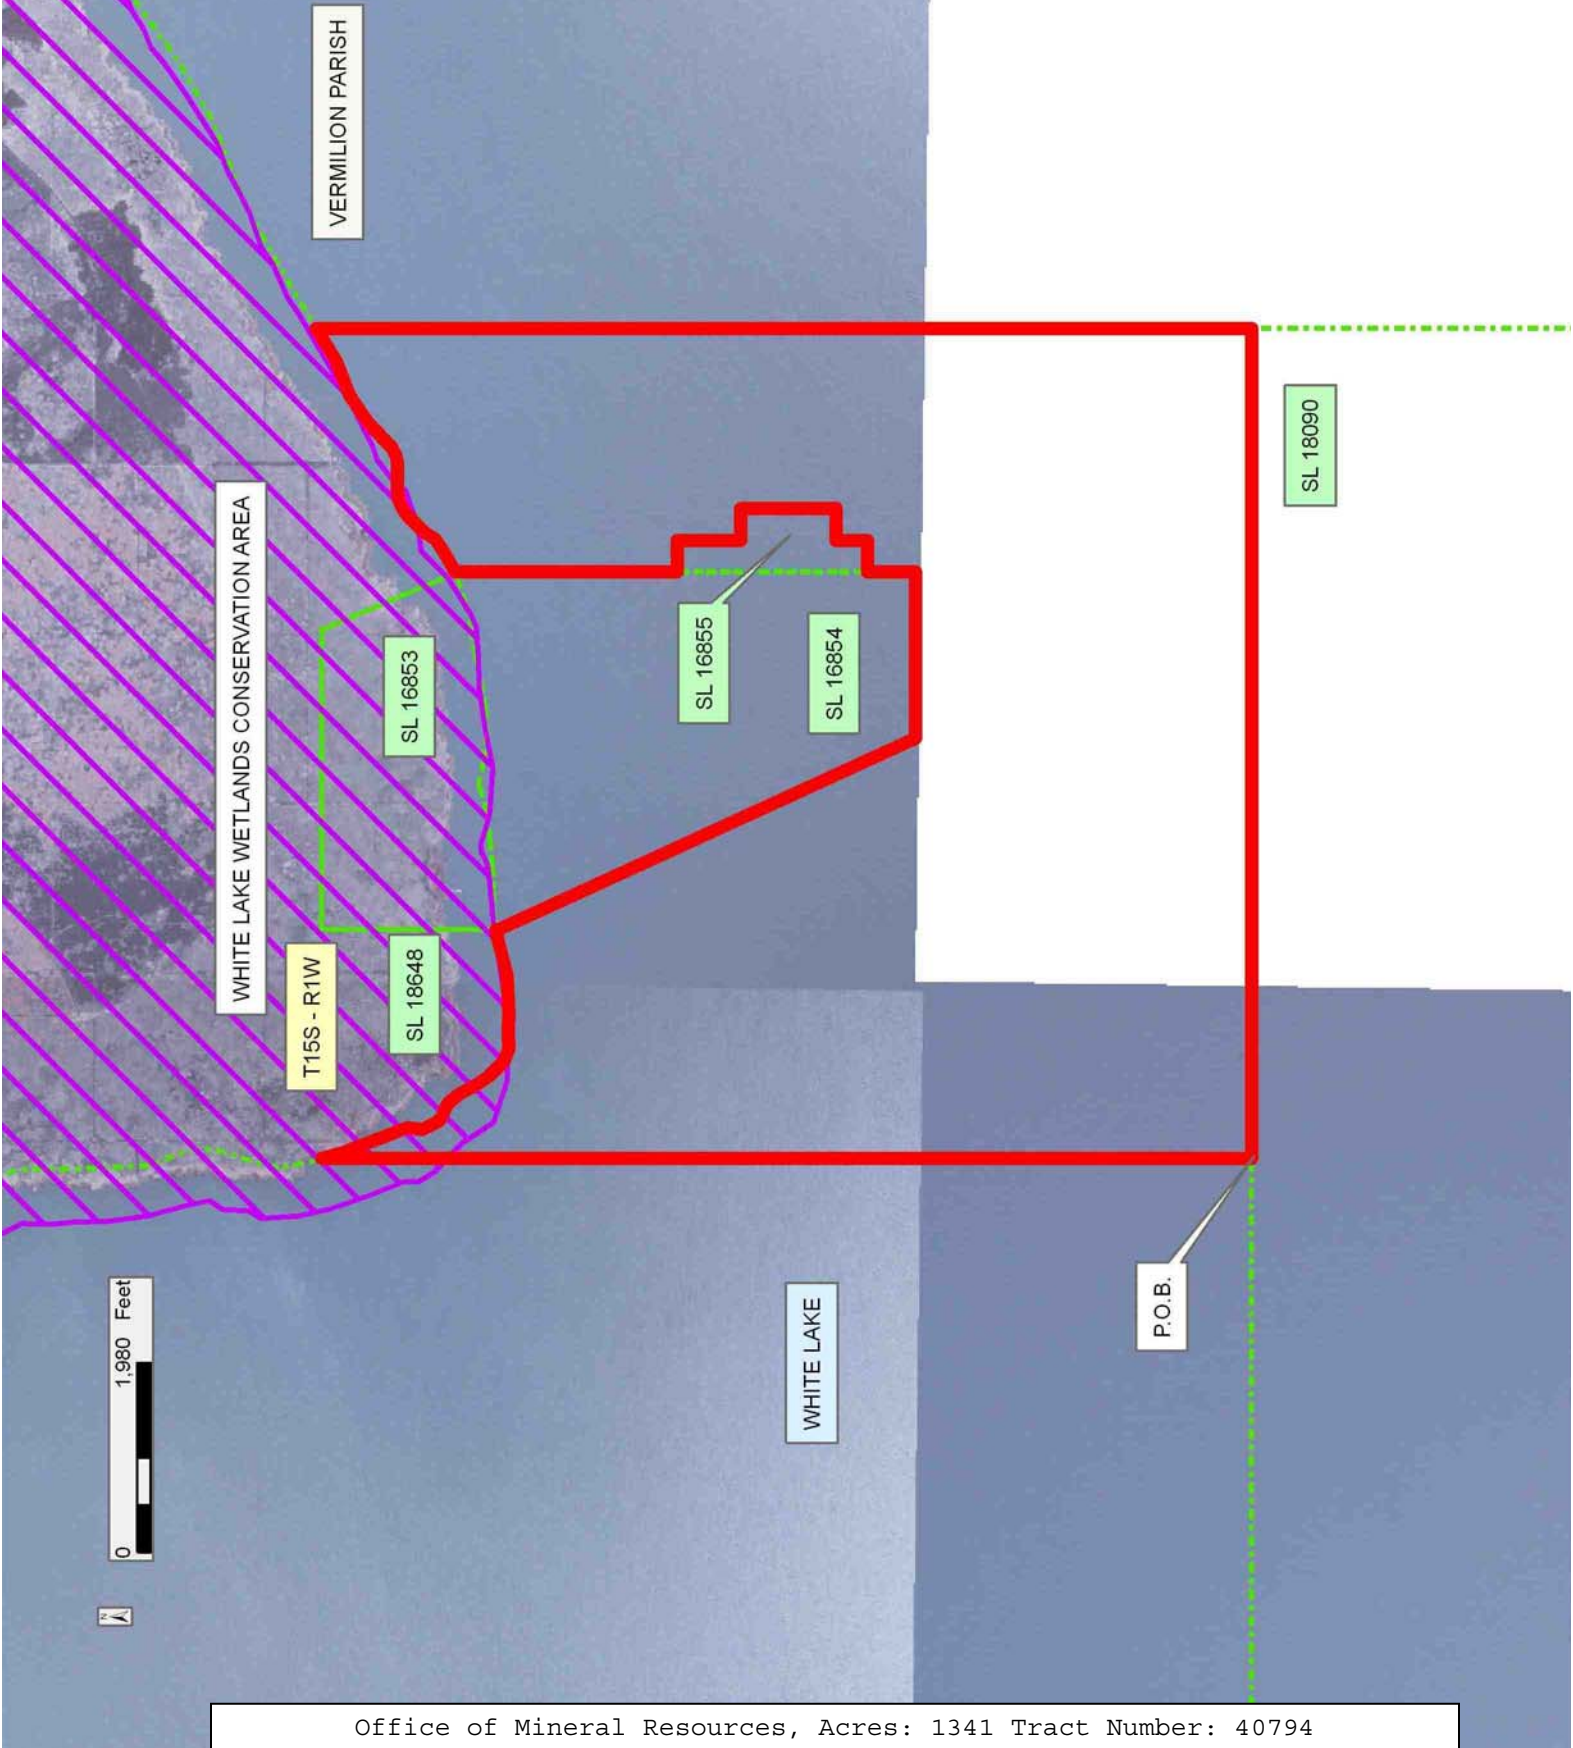 VERMILION PARISH
WHITE LAKE WETLANDS CONSERVATION AREA
SL 16853
T15S - R1W
SL 18648
SL 16855
SL 16854
SL 18090
0 1,980 Feet
N
WHITE LAKE
P.O.B.
Office of Mineral Resources, Acres: 1341 Tract Number: 40794